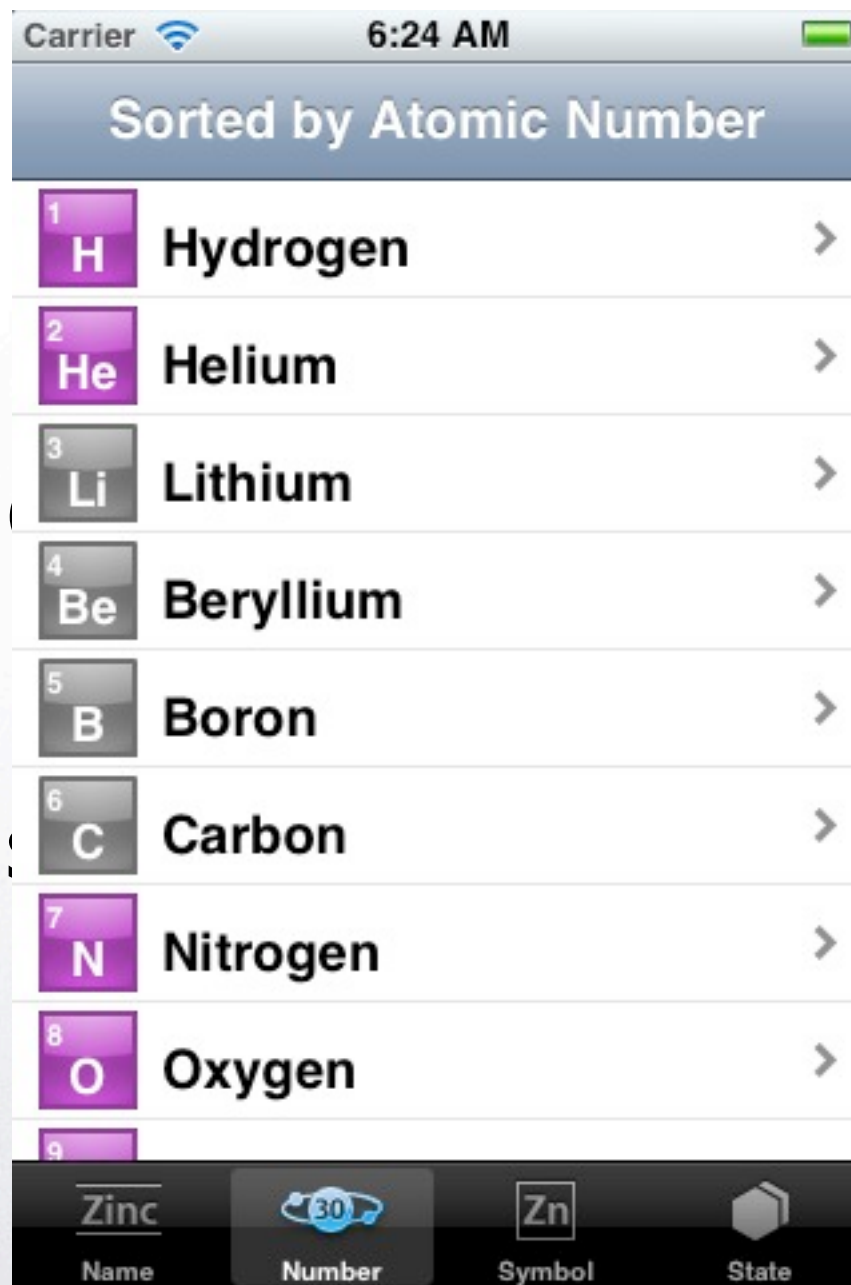 Carrier 6:24 AM
Sorted by Atomic Number
1
H Hydrogen
2
He Helium
3
Li Lithium
4
Be Beryllium
5
B Boron
6
C Carbon
7
N Nitrogen
8
O Oxygen
9
Zinc 30 Zn
Name Number Symbol State